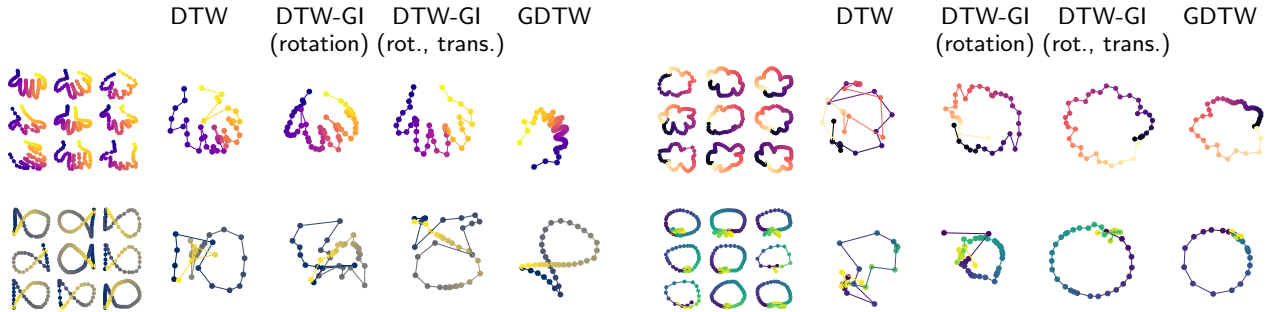 DTW DTW-GI DTW-GI GDTW
(rotation) (rot., trans.)
DTW DTW-GI DTW-GI GDTW
(rotation) (rot., trans.)